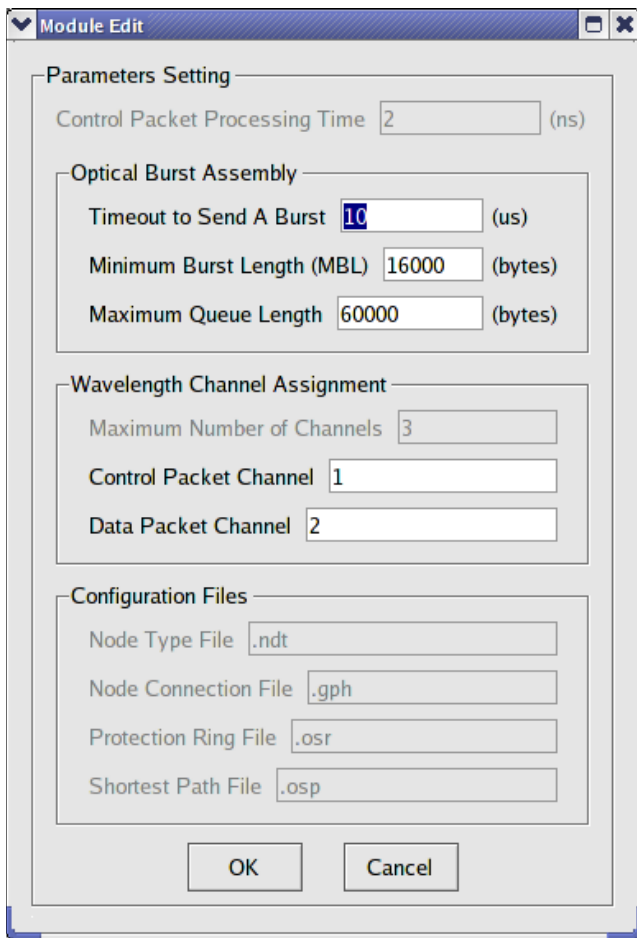 Module Edit
Parameters Setting
Control Packet Processing Time 2 (ns)
Optical Burst Assembly
Timeout to Send A Burst 10 (us)
Minimum Burst Length (MBL) 16000 (bytes)
Maximum Queue Length 60000 (bytes)
Wavelength Channel Assignment
Maximum Number of Channels 3
Control Packet Channel 1
Data Packet Channel 2
Configuration Files
Node Type File .ndt
Node Connection File .gph
Protection Ring File .osr
Shortest Path File .osp
OK Cancel